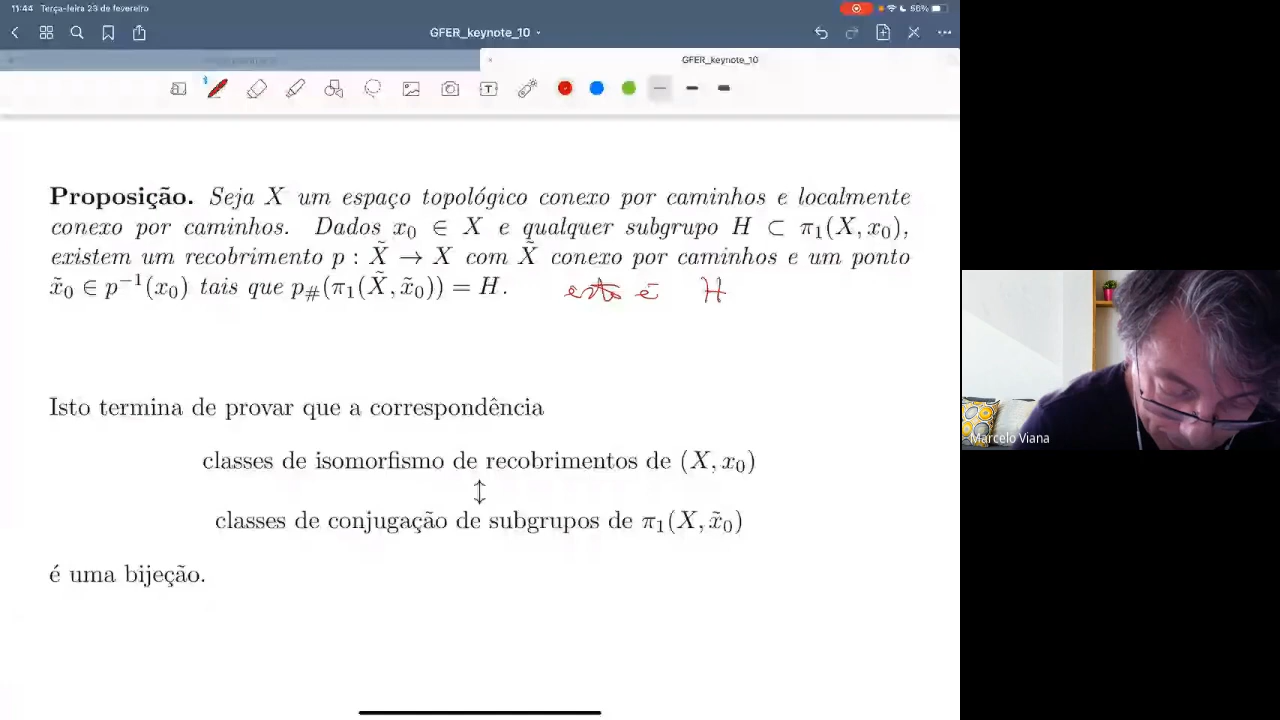 11:44 Terça-feira 23 de fevereiro
56%
GFER_keynote_10
GFER_keynote_10
T
Proposição. Seja X um espaço topológico conexo por caminhos e localmente
conexo por caminhos. Dados x₀ ∈ X e qualquer subgrupo H ⊂ π₁(X, x₀),
existem um recobrimento p : X̃ → X com X̃ conexo por caminhos e um ponto
x̃₀ ∈ p⁻¹(x₀) tais que p#(π₁(X̃, x̃₀)) = H.
é H
Isto termina de provar que a correspondência
classes de isomorfismo de recobrimentos de (X, x₀)
↕
classes de conjugação de subgrupos de π₁(X, x̃₀)
é uma bijeção.
Marcelo Viana